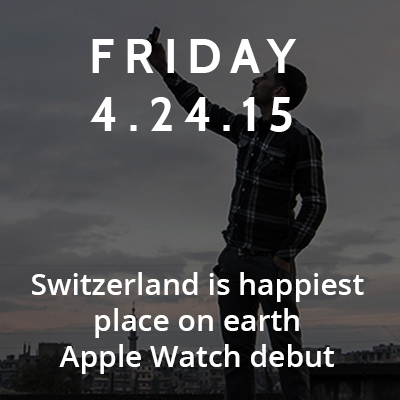 FRIDAY
4.24.15
Switzerland is happiest
place on earth
Apple Watch debut